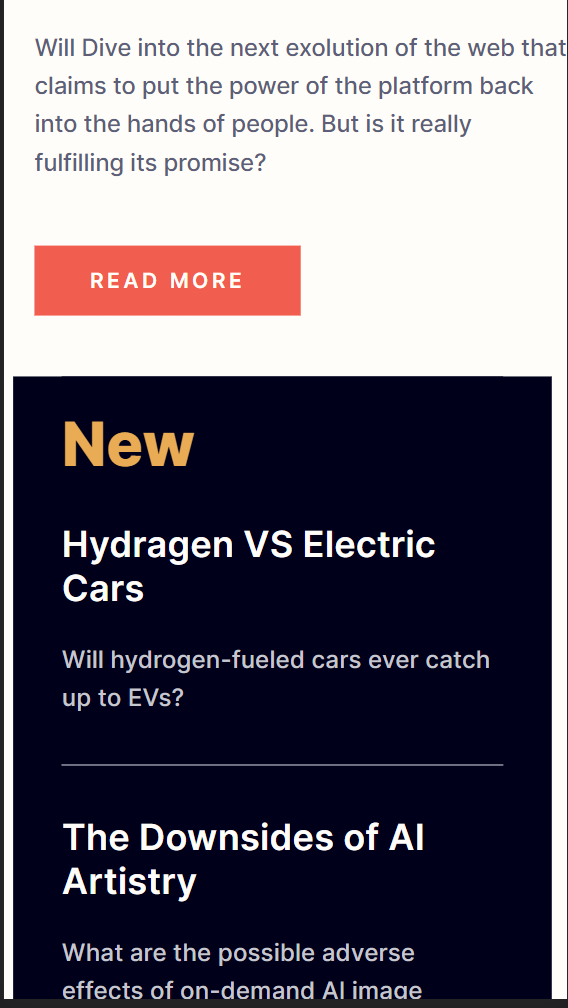 Will Dive into the next exolution of the web that
claims to put the power of the platform back
into the hands of people. But is it really
fulfilling its promise?
READ MORE
New
Hydragen VS Electric
Cars
Will hydrogen-fueled cars ever catch
up to EVs?
The Downsides of AI
Artistry
What are the possible adverse
effects of on-demand AI image